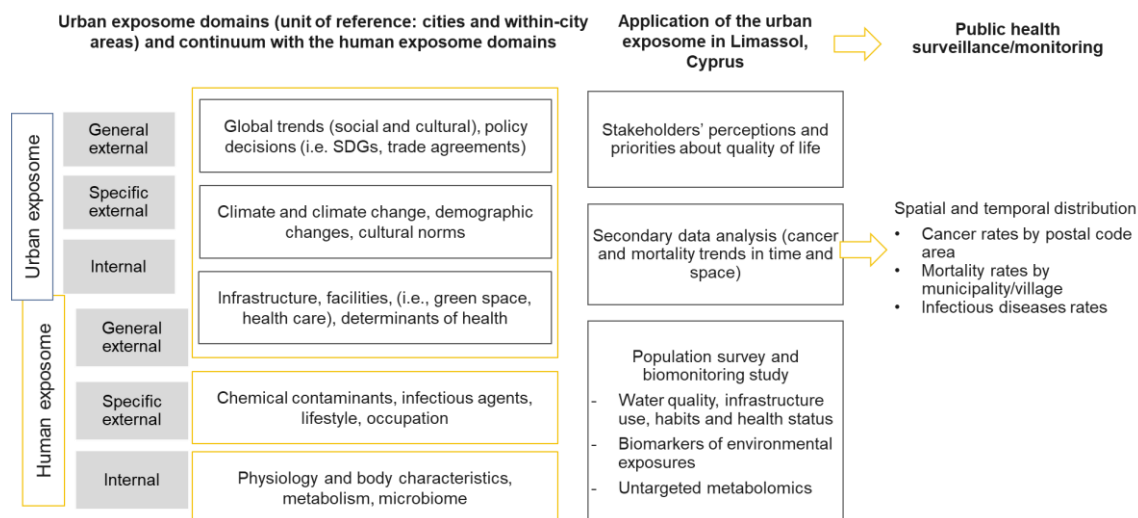 Urban exposome domains (unit of reference: cities and within-city
areas) and continuum with the human exposome domains
Application of the urban
exposome in Limassol,
Cyprus
Public health
surveillance/monitoring
Urban exposome
Human exposome
General
external
Specific
external
Internal
General
external
Specific
external
Internal
Global trends (social and cultural), policy
decisions (i.e. SDGs, trade agreements)
Climate and climate change, demographic
changes, cultural norms
Infrastructure, facilities, (i.e., green space,
health care), determinants of health
Chemical contaminants, infectious agents,
lifestyle, occupation
Physiology and body characteristics,
metabolism, microbiome
Stakeholders’ perceptions and
priorities about quality of life
Secondary data analysis (cancer
and mortality trends in time and
space)
Population survey and
biomonitoring study
- Water quality, infrastructure
use, habits and health status
- Biomarkers of environmental
exposures
- Untargeted metabolomics
Spatial and temporal distribution
• Cancer rates by postal code
area
• Mortality rates by
municipality/village
• Infectious diseases rates